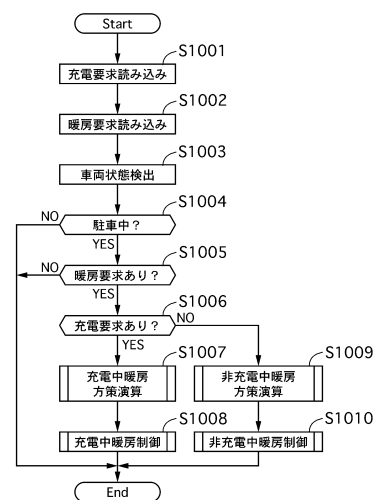 Start
S1001
充電要求読み込み
S1002
暖房要求読み込み
S1003
車両状態検出
S1004
NO
駐車中？
YES
S1005
NO
暖房要求あり？
YES
S1006
充電要求あり？
NO
YES
S1007
S1009
充電中暖房
方策演算
非充電中暖房
方策演算
S1008
S1010
充電中暖房制御
非充電中暖房制御
End